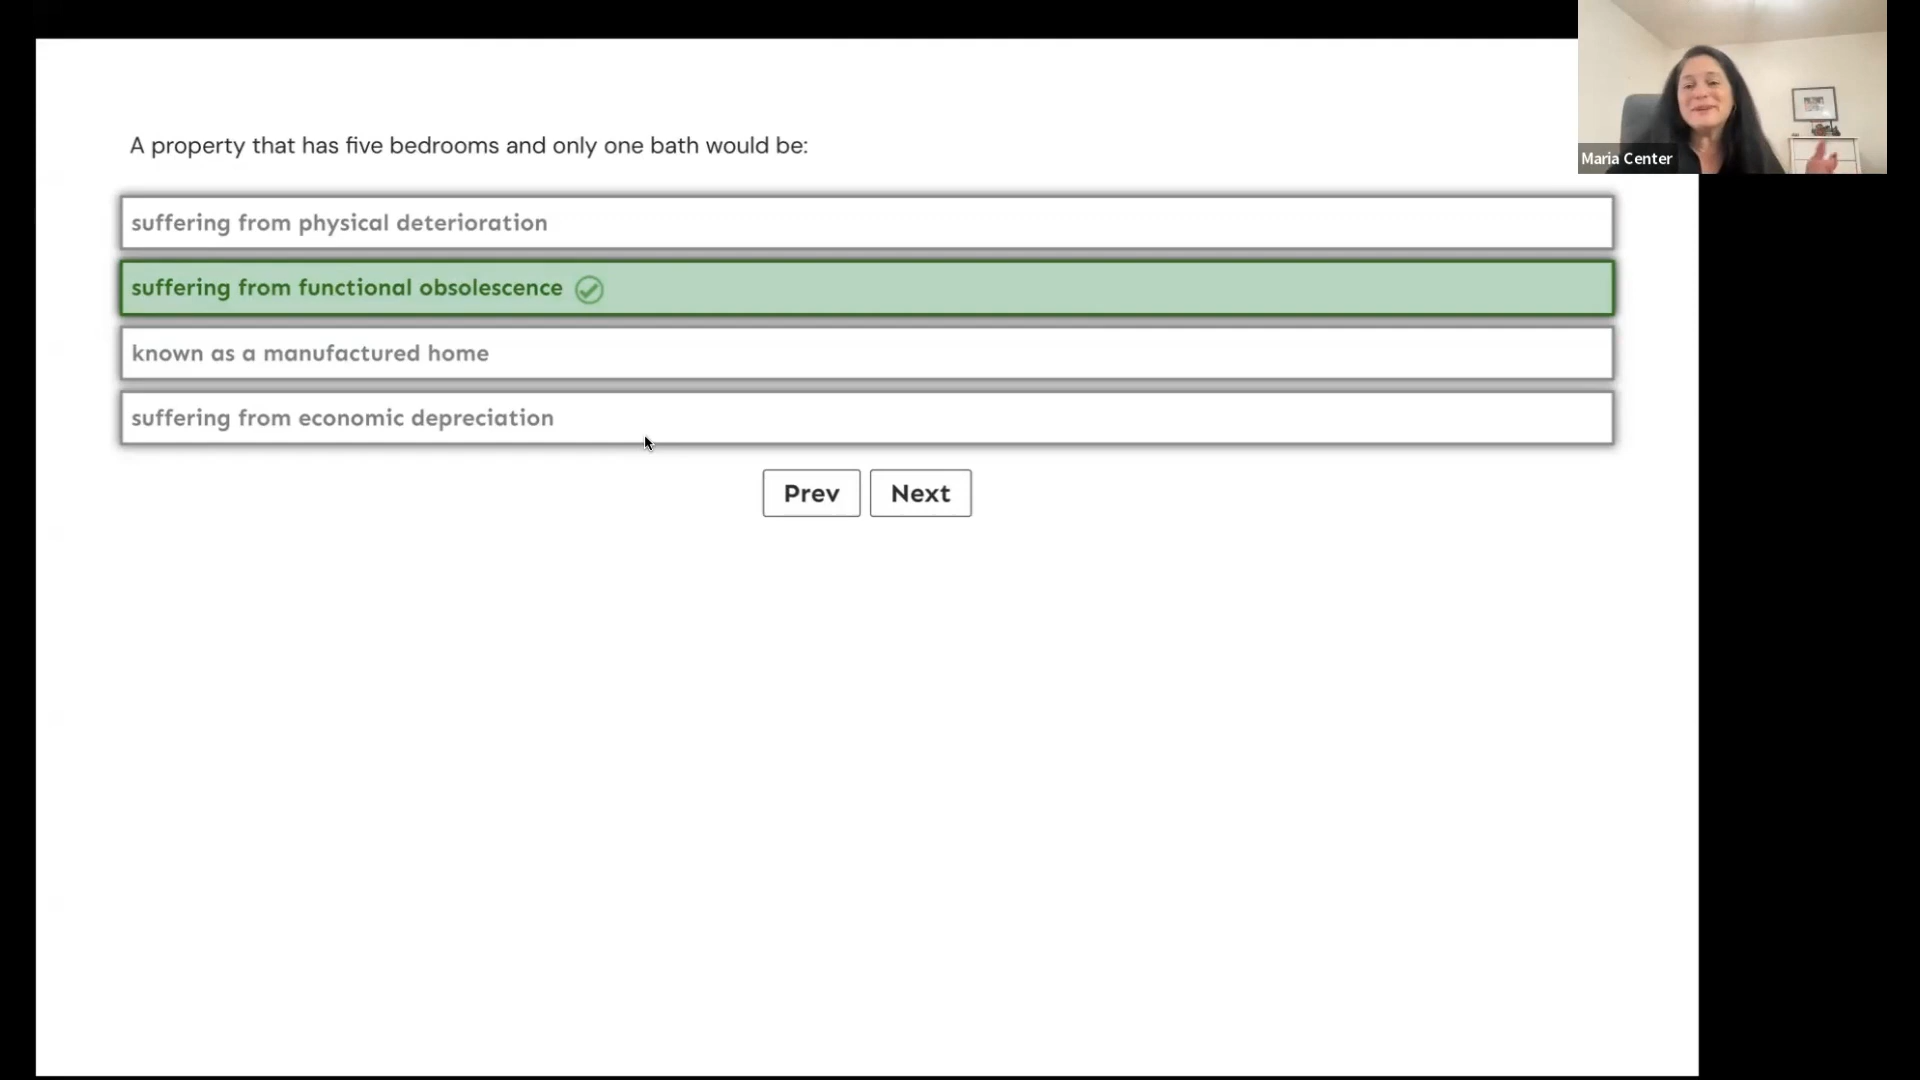 A property that has five bedrooms and only one bath would be:
suffering from physical deterioration
suffering from functional obsolescence
known as a manufactured home
suffering from economic depreciation
Prev
Next
Maria Center